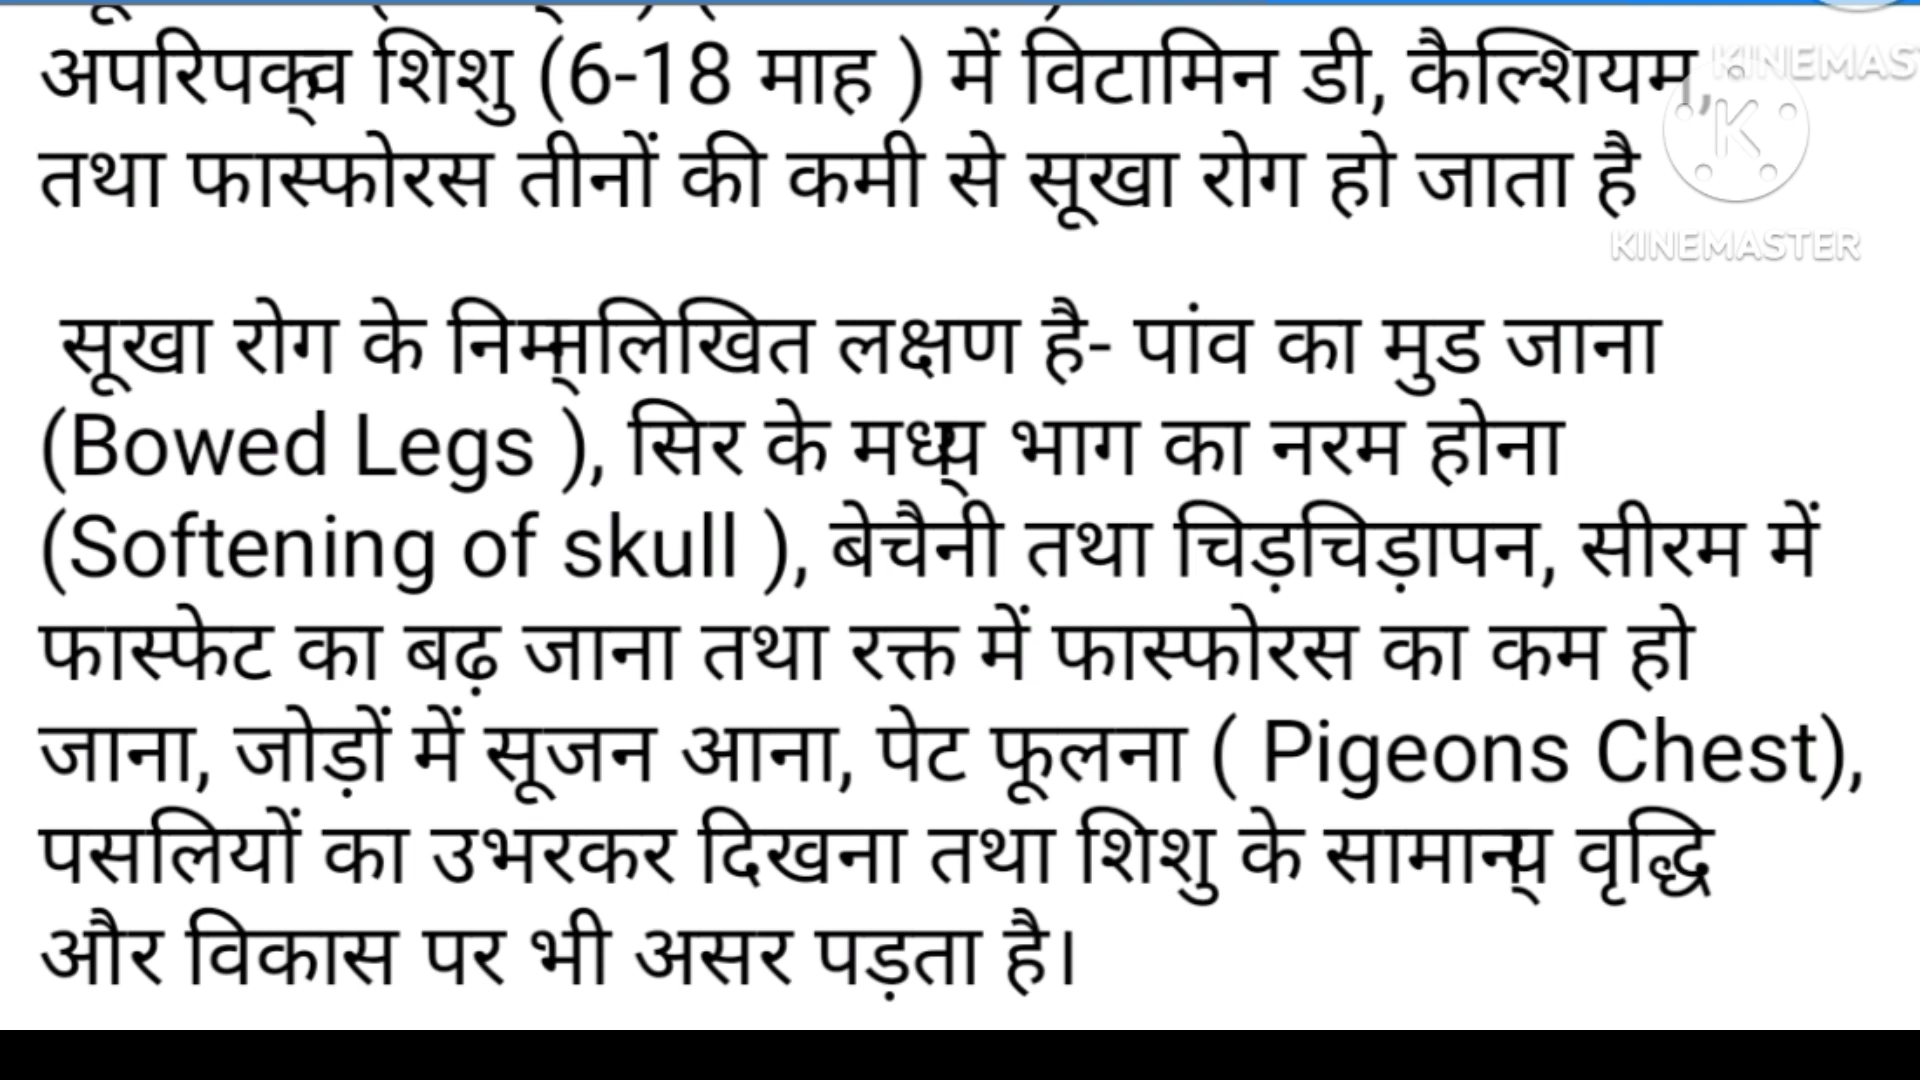 अपरिपक्व शिशु (6-18 माह ) में विटामिन डी, कैल्शियम,
KINEMAS
तथा फास्फोरस तीनों की कमी से सूखा रोग हो जाता है
K
KINEMASTER
सूखा रोग के निम्नलिखित लक्षण है- पांव का मुड जाना
(Bowed Legs ), सिर के मध्य भाग का नरम होना
(Softening of skull ), बेचैनी तथा चिड़चिड़ापन, सीरम में
फास्फेट का बढ़ जाना तथा रक्त में फास्फोरस का कम हो
जाना, जोड़ों में सूजन आना, पेट फूलना ( Pigeons Chest),
पसलियों का उभरकर दिखना तथा शिशु के सामान्य वृद्धि
और विकास पर भी असर पड़ता है।